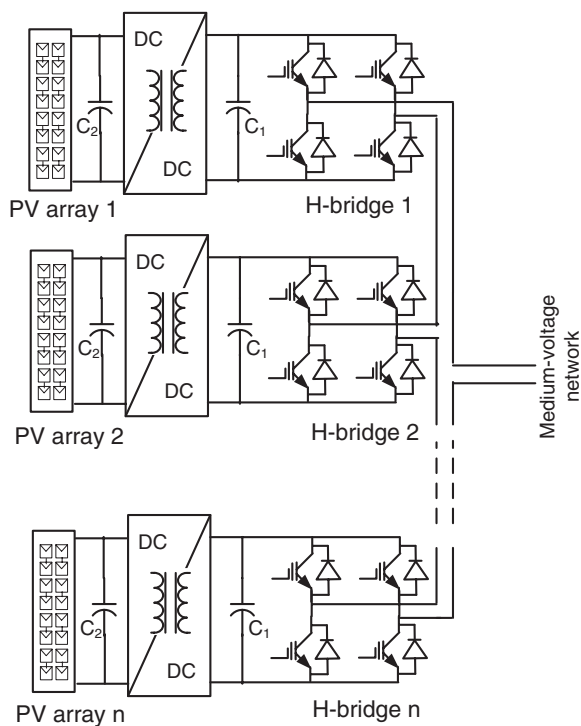 DC
C₂
C₁
DC
PV array 1
H-bridge 1
DC
C₂
C₁
DC
PV array 2
H-bridge 2
Medium-voltage
network
DC
C₂
C₁
DC
PV array n
H-bridge n